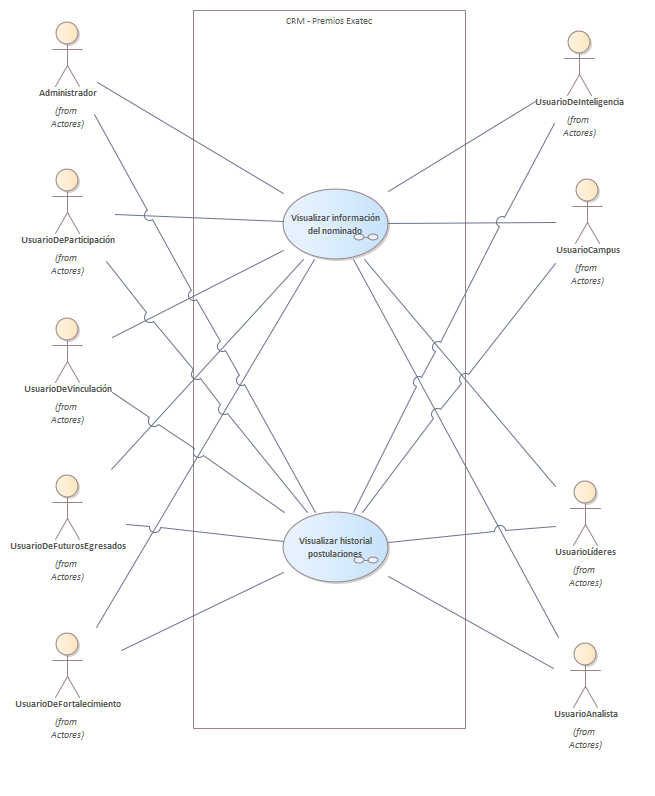 CRM - Premios Exatec
Administrador
(from
Actores)
UsuarioDeInteligencia
(from
Actores)
UsuarioDeParticipación
(from
Actores)
Visualizar información
del nominado
UsuarioCampus
(from
Actores)
UsuarioDeVinculación
(from
Actores)
UsuarioDeFuturosEgresados
(from
Actores)
Visualizar historial
postulaciones
UsuarioLíderes
(from
Actores)
UsuarioDeFortalecimiento
(from
Actores)
UsuarioAnalista
(from
Actores)